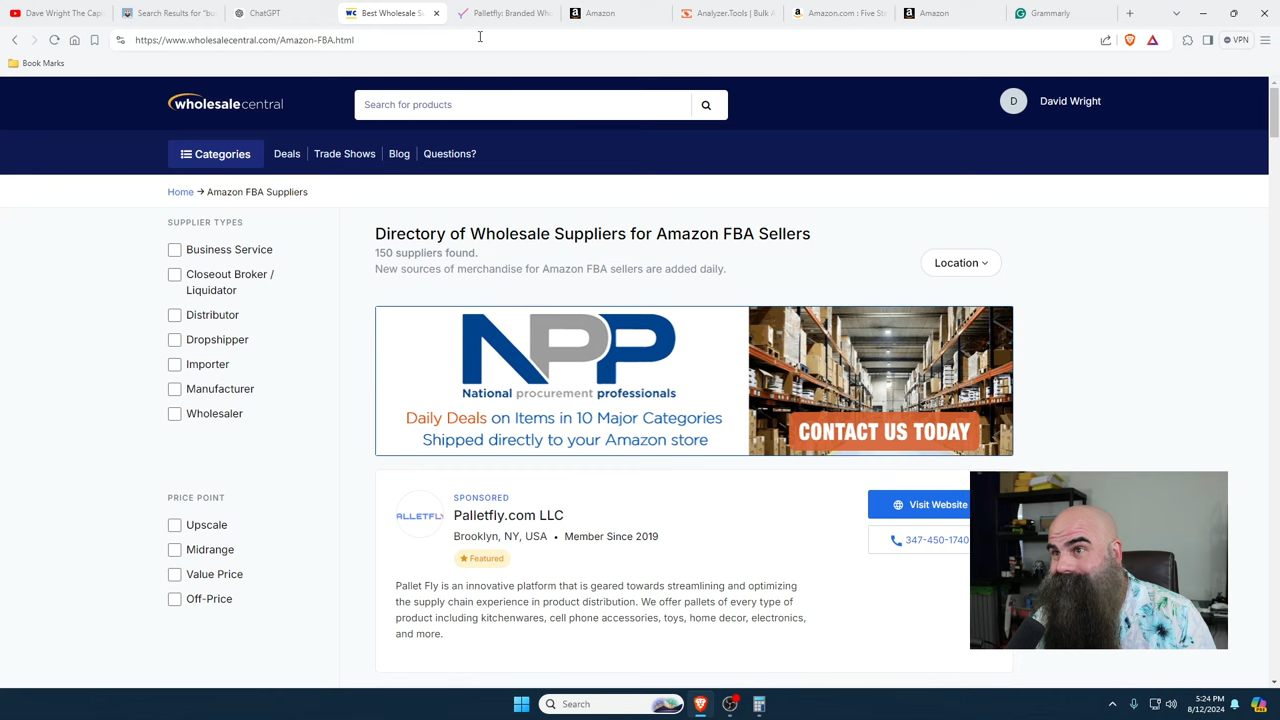 Dave Wright The Cap
Search Results for "bu
ChatGPT
Best Wholesale S
Palletfly: Branded Who
Amazon
Analyzer.Tools | Bulk A
Amazon.com : Five St
Amazon
Grammarly
https://www.wholesalecentral.com/Amazon-FBA.html
VPN
Book Marks
wholesalecentral
Search for products
D
David Wright
Categories
Deals
Trade Shows
Blog
Questions?
Home → Amazon FBA Suppliers
SUPPLIER TYPES
Business Service
Closeout Broker /
Liquidator
Distributor
Dropshipper
Importer
Manufacturer
Wholesaler
PRICE POINT
Upscale
Midrange
Value Price
Off-Price
Directory of Wholesale Suppliers for Amazon FBA Sellers
150 suppliers found.
New sources of merchandise for Amazon FBA sellers are added daily.
Location
NPP
National procurement professionals
Daily Deals on Items in 10 Major Categories
Shipped directly to your Amazon store
CONTACT US TODAY
ALLETFLY
SPONSORED
Palletfly.com LLC
Brooklyn, NY, USA • Member Since 2019
Featured
Visit Website
347-450-1740
Pallet Fly is an innovative platform that is geared towards streamlining and optimizing
the supply chain experience in product distribution. We offer pallets of every type of
product including kitchenwares, cell phone accessories, toys, home decor, electronics,
and more.
Search
5:24 PM
8/12/2024